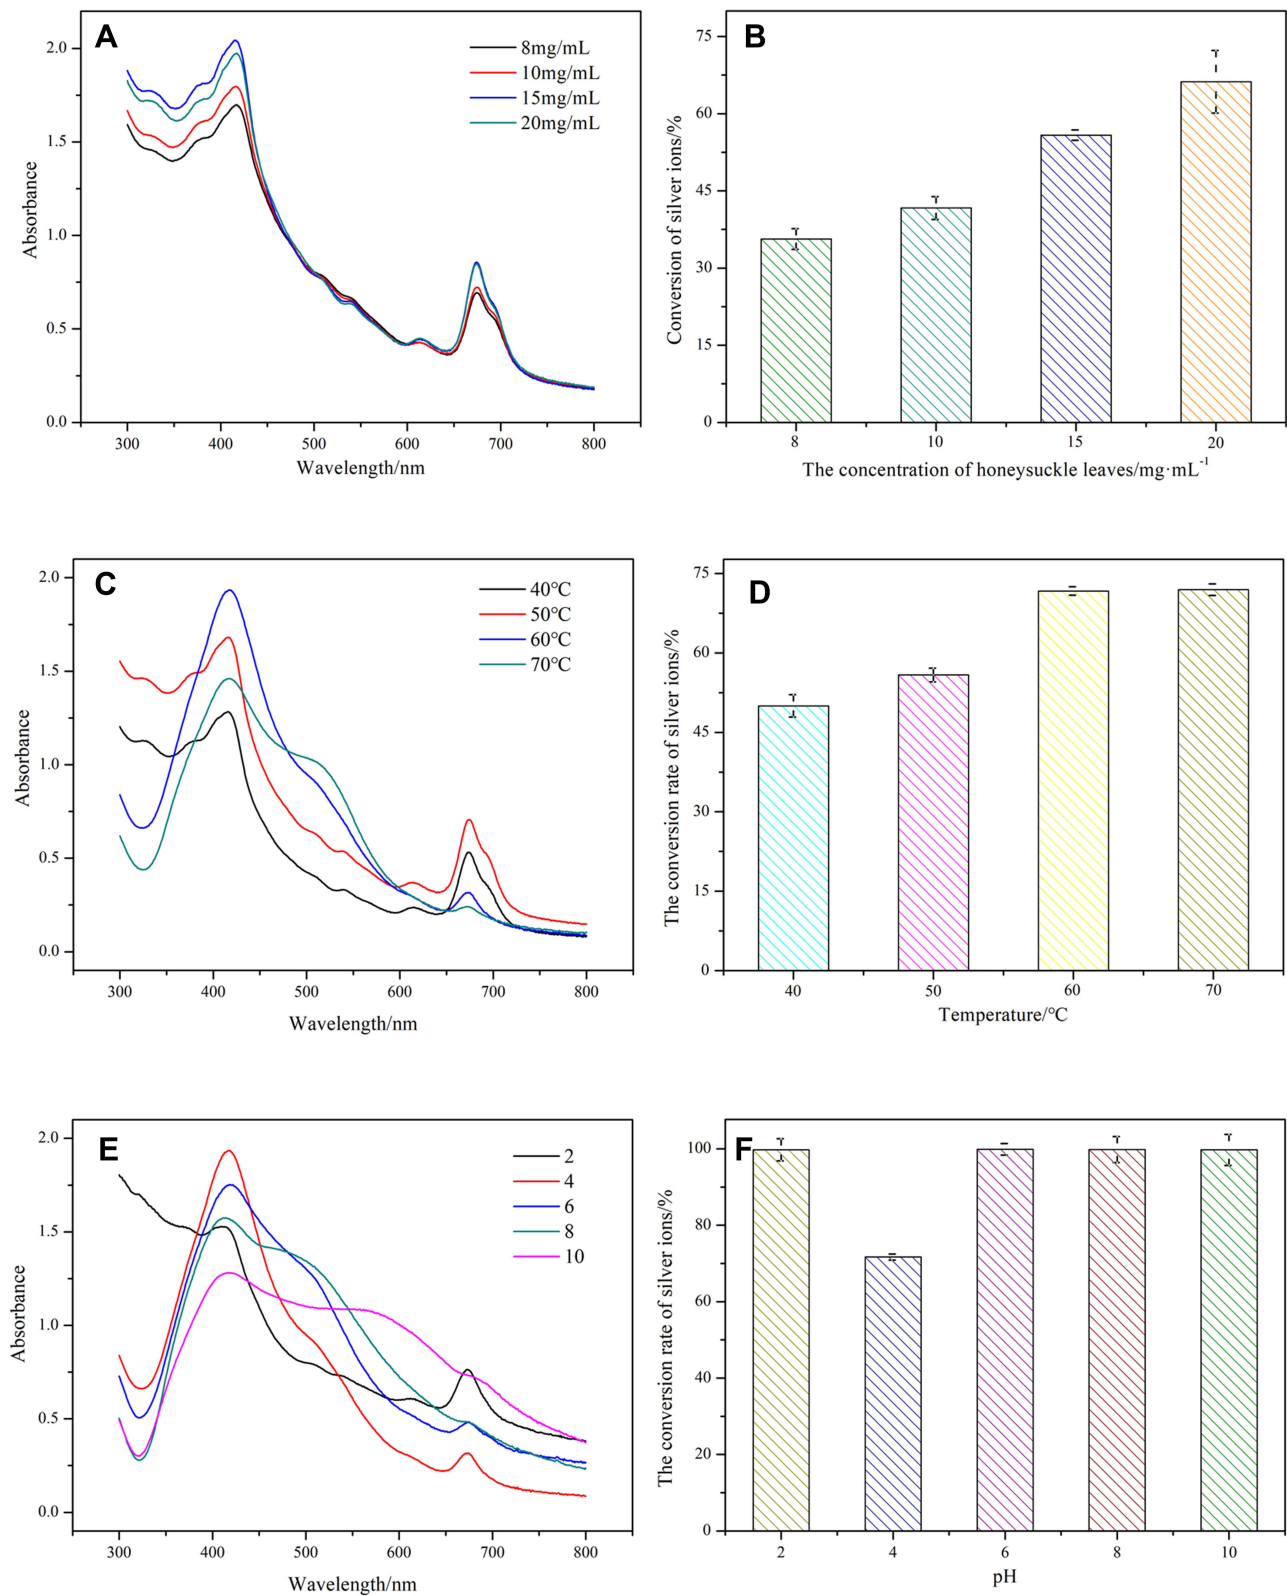 A
8mg/mL
10mg/mL
15mg/mL
20mg/mL
2.0
1.5
1.0
0.5
0.0
Absorbance
300 400 500 600 700 800
Wavelength/nm
B
75
60
45
30
15
0
Conversion of silver ions/%
8 10 15 20
The concentration of honeysuckle leaves/mg·mL⁻¹
C
40℃
50℃
60℃
70℃
2.0
1.5
1.0
0.5
0.0
Absorbance
300 400 500 600 700 800
Wavelength/nm
D
75
60
45
30
15
0
The conversion rate of silver ions/%
40 50 60 70
Temperature/℃
E
2
4
6
8
10
2.0
1.5
1.0
0.5
0.0
Absorbance
300 400 500 600 700 800
Wavelength/nm
F
100
80
60
40
20
0
The conversion rate of silver ions/%
2 4 6 8 10
pH